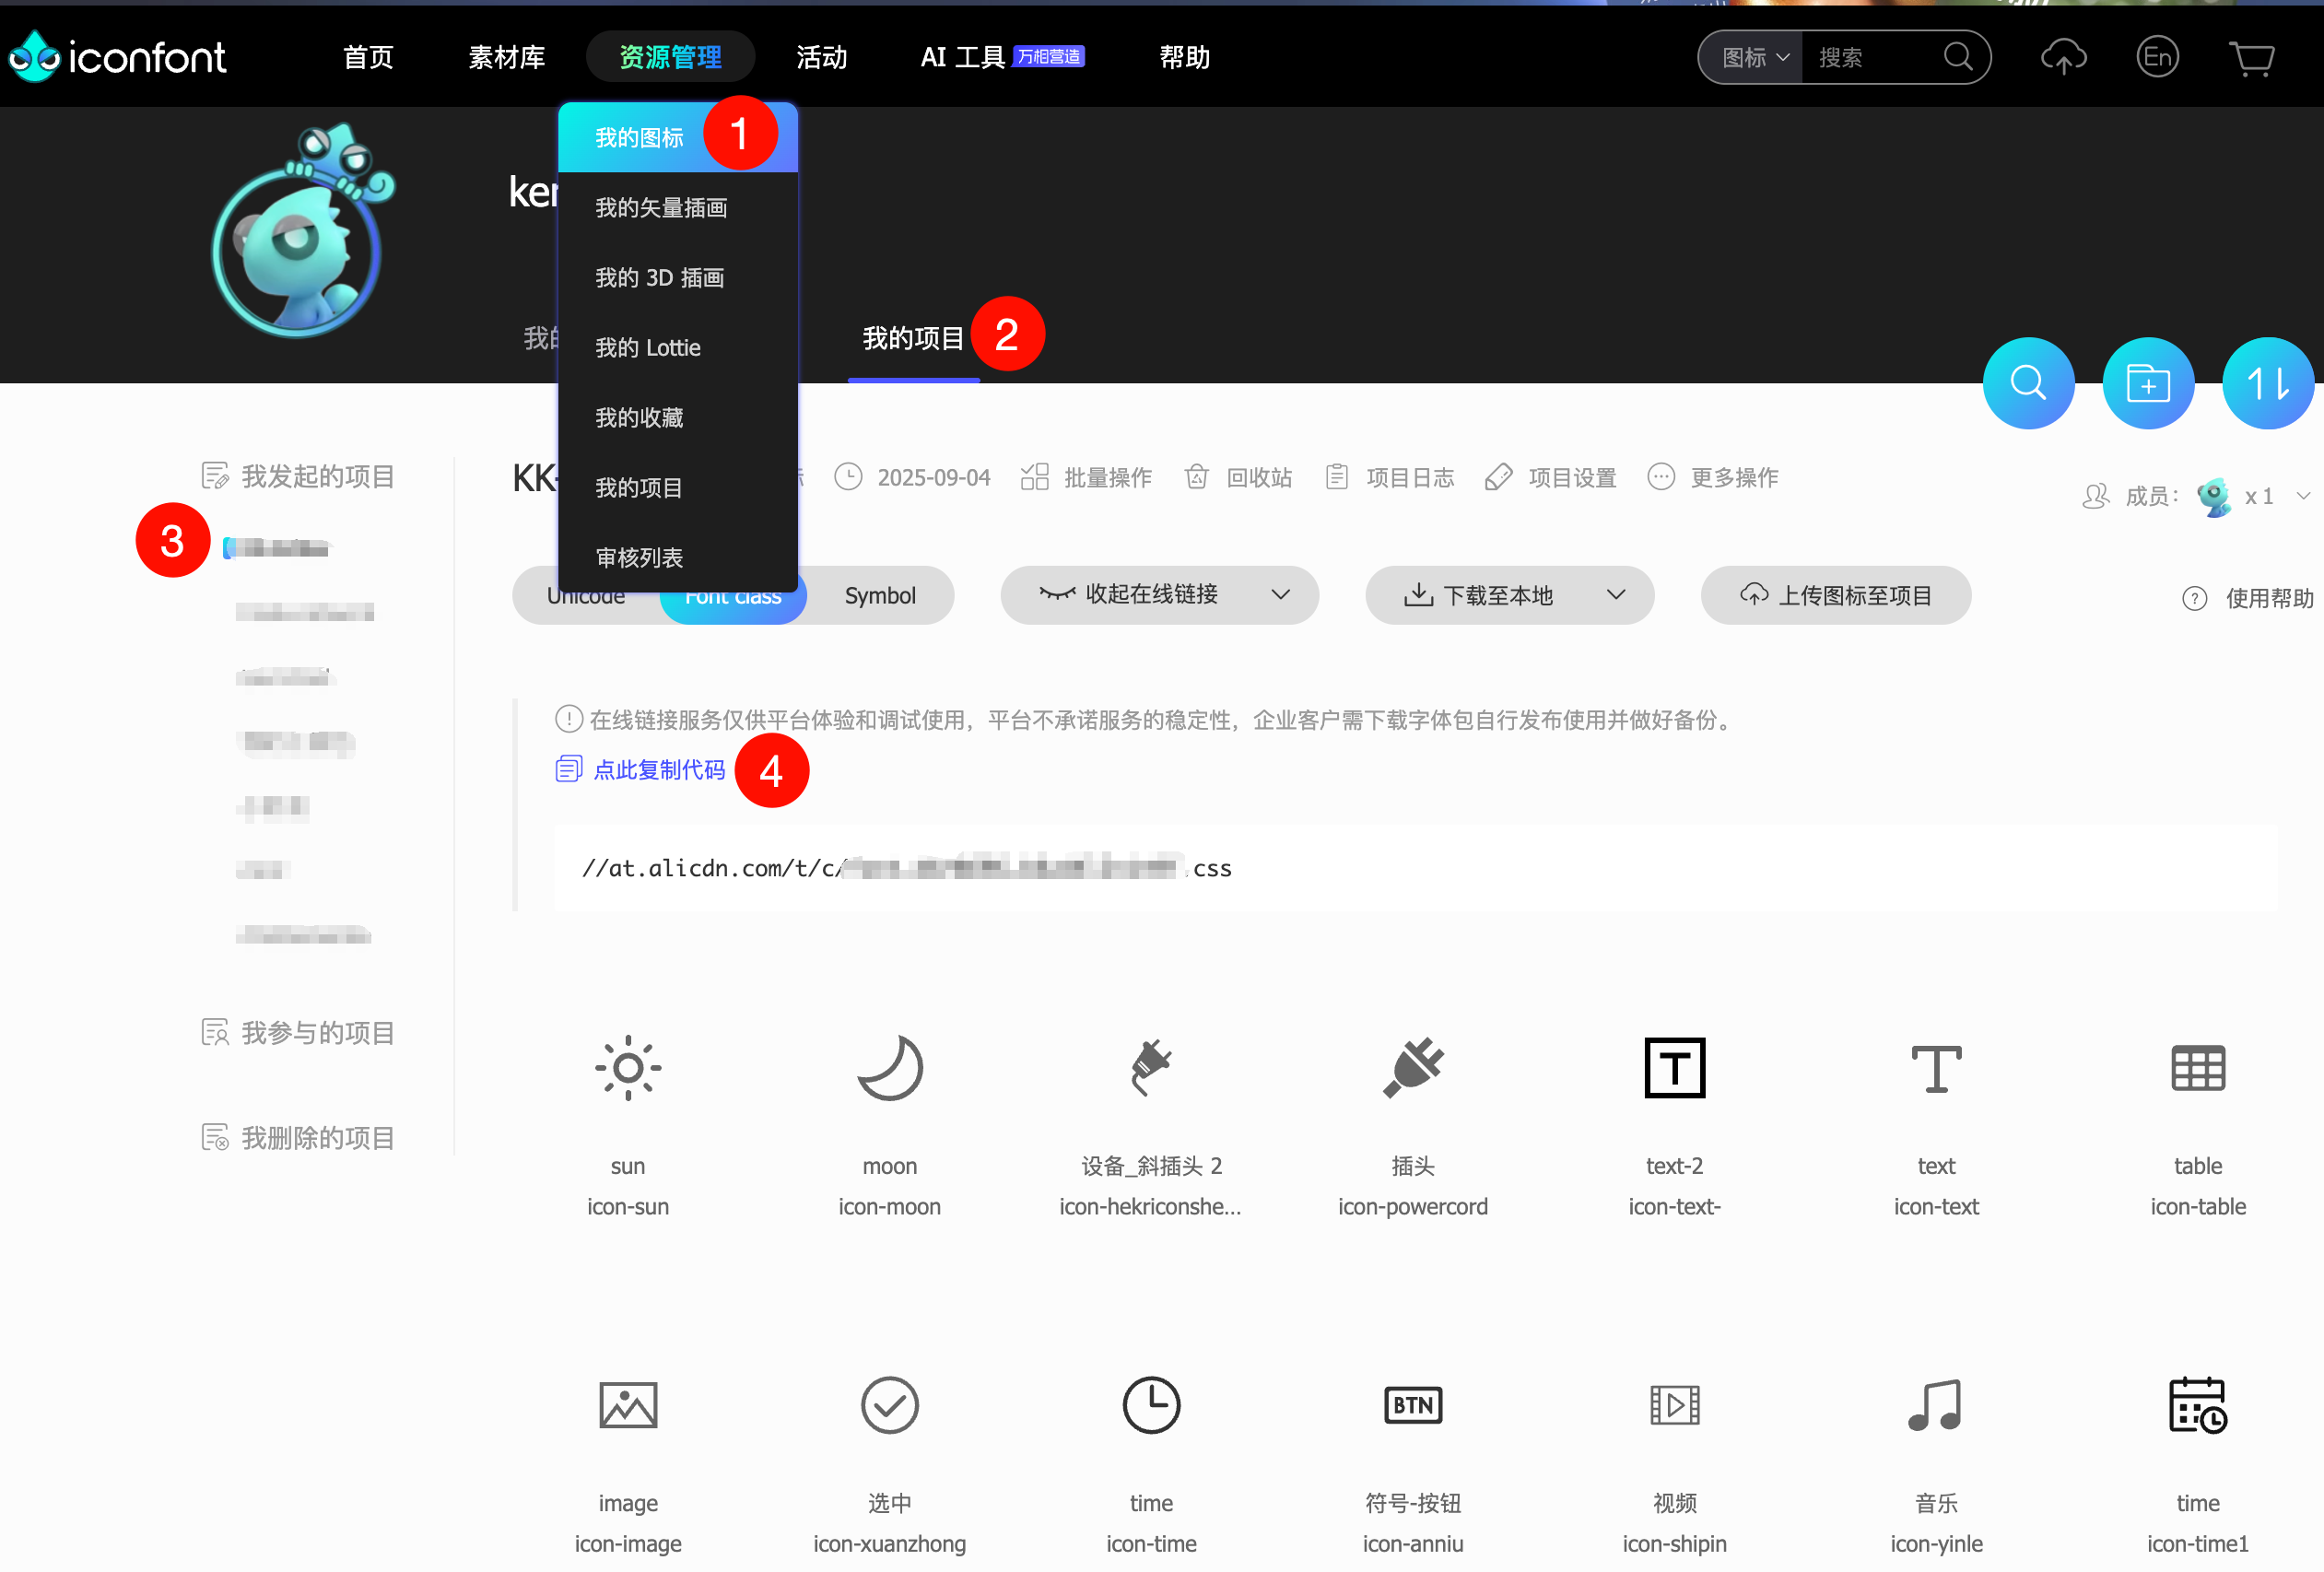 iconfont
首页
素材库
资源管理
活动
AI 工具
万相营造
帮助
图标
搜索
En
我的图标
1
我的矢量插画
我的 3D 插画
我的 Lottie
我的收藏
我的项目
审核列表
ker
我的
我的项目
2
我发起的项目
3
我参与的项目
我删除的项目
KK-
2025-09-04
批量操作
回收站
项目日志
项目设置
更多操作
成员：
x 1
Unicode
Font class
Symbol
收起在线链接
下载至本地
上传图标至项目
使用帮助
在线链接服务仅供平台体验和调试使用，平台不承诺服务的稳定性，企业客户需下载字体包自行发布使用并做好备份。
点此复制代码
4
//at.alicdn.com/t/c/
.css
sun
icon-sun
moon
icon-moon
设备_斜插头 2
icon-hekriconshe...
插头
icon-powercord
T
text-2
icon-text-
text
icon-text
table
icon-table
image
icon-image
选中
icon-xuanzhong
time
icon-time
BTN
符号-按钮
icon-anniu
视频
icon-shipin
音乐
icon-yinle
time
icon-time1